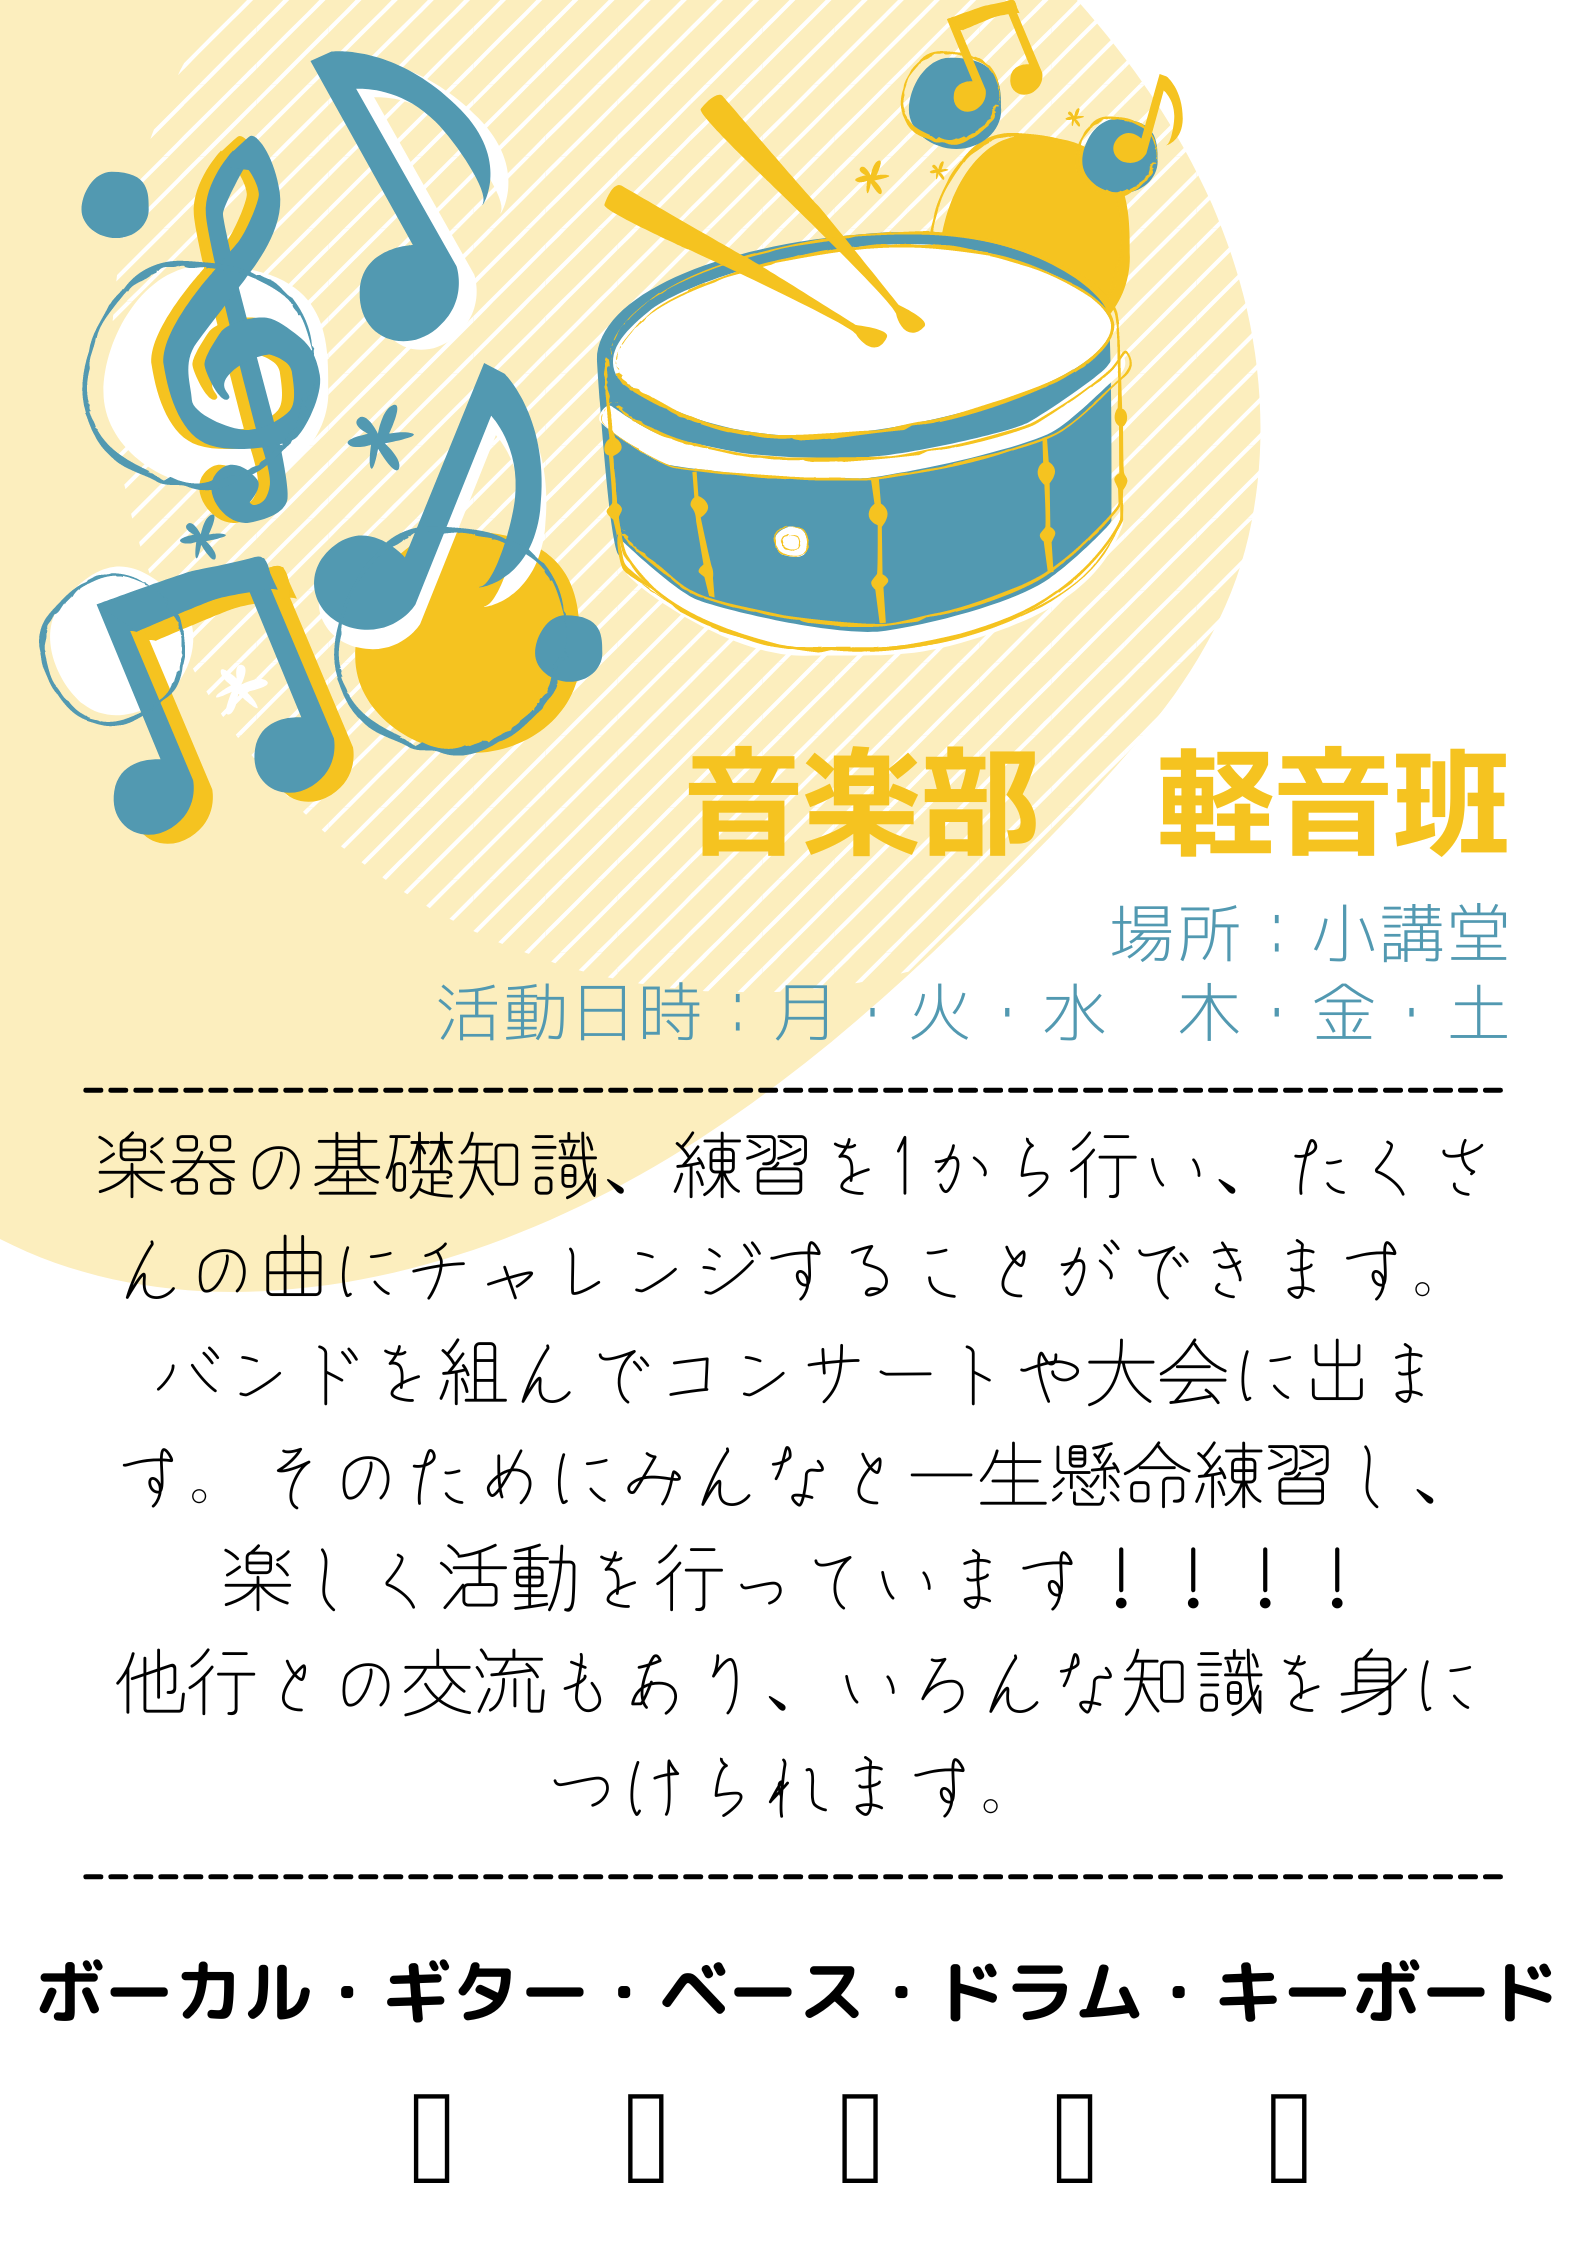 音楽部　軽音班
場所：小講堂
活動日時：月・火・水　木・金・土
楽器の基礎知識、練習を1から行い、たくさ
んの曲にチャレンジすることができます。
バンドを組んでコンサートや大会に出ま
す。そのためにみんなと一生懸命練習し、
楽しく活動を行っています！！！！
他行との交流もあり、いろんな知識を身に
つけられます。
ボーカル・ギター・ベース・ドラム・キーボード